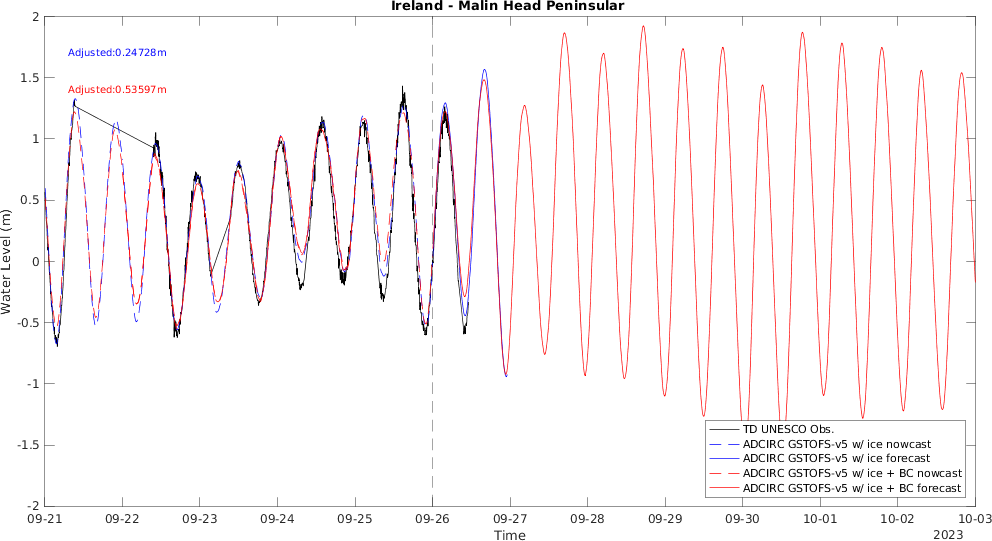 Ireland - Malin Head Peninsular
2
1.5
1
0.5
0
-0.5
-1
-1.5
-2
Water Level (m)
Adjusted:0.24728m
Adjusted:0.53597m
TD UNESCO Obs.
ADCIRC GSTOFS-v5 w/ ice nowcast
ADCIRC GSTOFS-v5 w/ ice forecast
ADCIRC GSTOFS-v5 w/ ice + BC nowcast
ADCIRC GSTOFS-v5 w/ ice + BC forecast
09-21 09-22 09-23 09-24 09-25 09-26 09-27 09-28 09-29 09-30 10-01 10-02 10-03
Time
2023